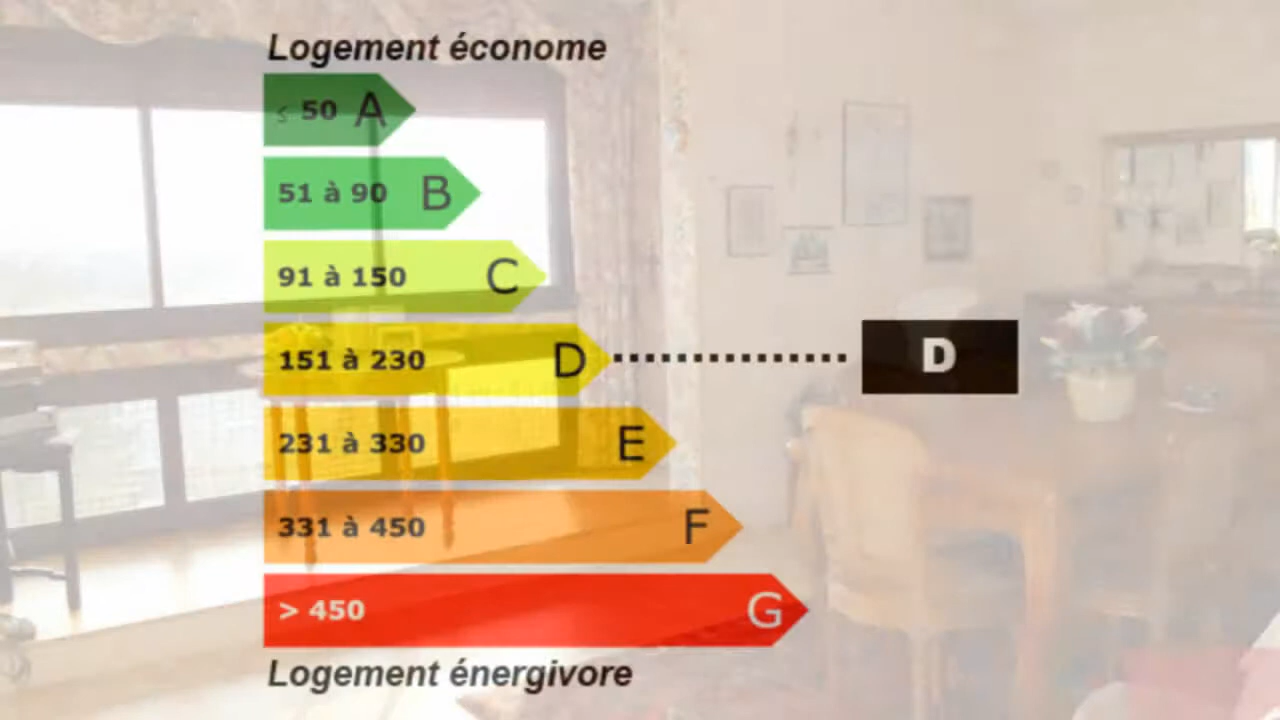 Logement économe
≤ 50 A
51 à 90 B
91 à 150 C
151 à 230 D D
231 à 330 E
331 à 450 F
> 450 G
Logement énergivore